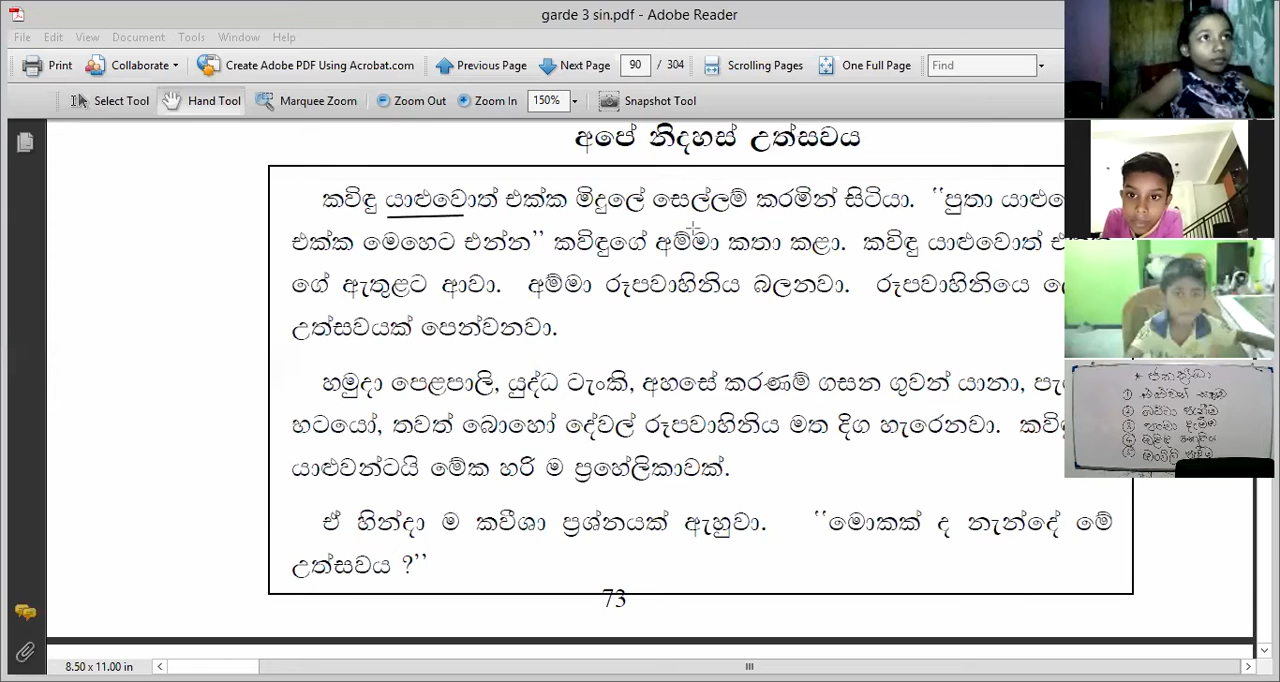 garde 3 sin.pdf - Adobe Reader
File Edit View Document Tools Window Help
Print Collaborate Create Adobe PDF Using Acrobat.com Previous Page Next Page 90 / 304 Scrolling Pages One Full Page Find
Select Tool Hand Tool Marquee Zoom Zoom Out Zoom In 150% Snapshot Tool
අපේ නිදහස් උත්සවය
කවිඳු යාළුවොත් එක්ක මිදුලේ සෙල්ලම් කරමින් සිටියා. “පුතා
එක්ක මෙහෙට එන්න” කවිඳුගේ අම්මා කතා කළා. කවිඳු යාළුවොත්
ගේ ඇතුළට ආවා. අම්මා රූපවාහිනිය බලනවා. රූපවාහිනියෙ
උත්සවයක් පෙන්වනවා.
හමුදා පෙළපාලි, යුද්ධ ටැංකි, අහසේ කරණම් ගසන ගුවන් යානා,
හටයෝ, තවත් බොහෝ දේවල් රූපවාහිනිය මත දිග හැරෙනවා.
යාළුවන්ටයි මේක හරි ම ප්‍රහේලිකාවක්.
ඒ හින්දා ම කවීශා ප්‍රශ්නයක් ඇහුවා. “මොකක් ද නැන්දේ මේ
උත්සවය ?”
73
8.50 x 11.00 in